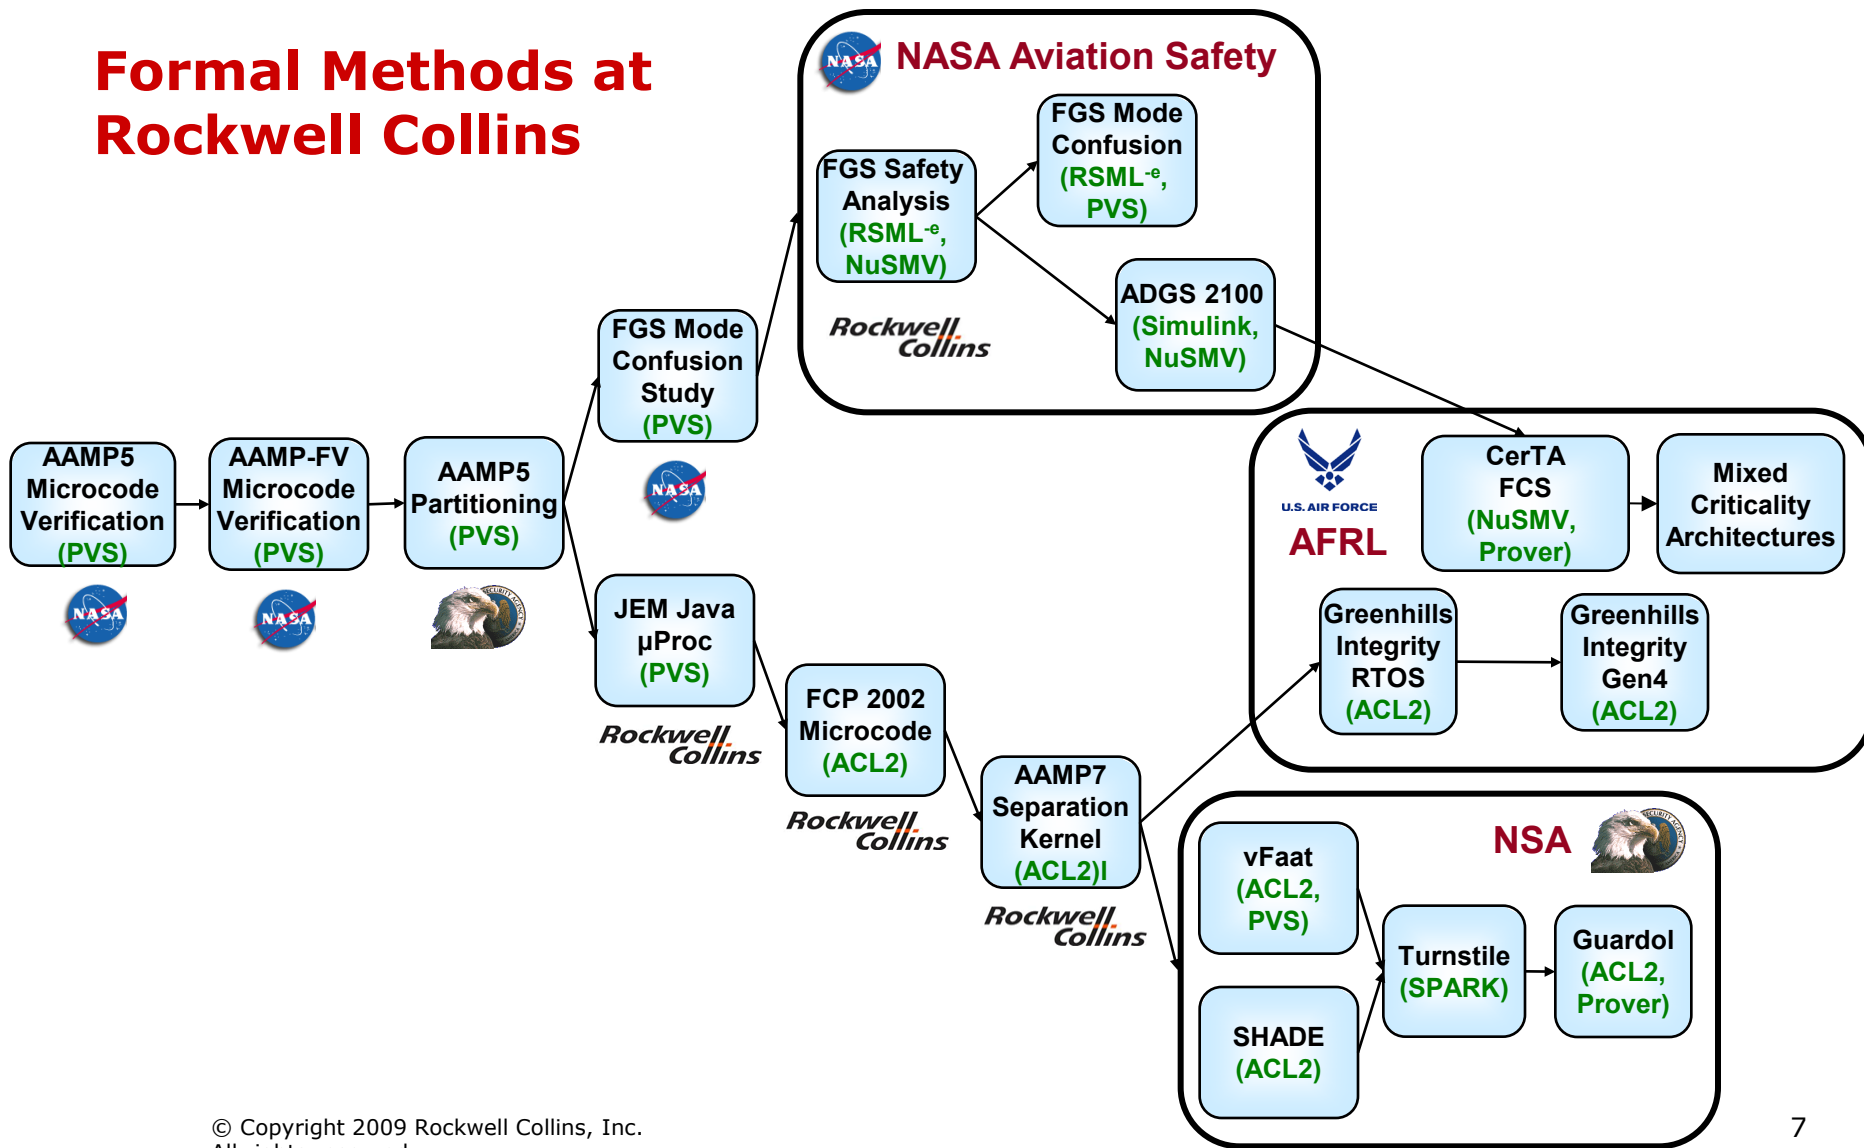 Formal Methods at
Rockwell Collins
NASA
NASA Aviation Safety
FGS Safety
Analysis
(RSML-e,
NuSMV)
FGS Mode
Confusion
(RSML-e,
PVS)
ADGS 2100
(Simulink,
NuSMV)
Rockwell
Collins
FGS Mode
Confusion
Study
(PVS)
NASA
AAMP5
Microcode
Verification
(PVS)
NASA
AAMP-FV
Microcode
Verification
(PVS)
NASA
AAMP5
Partitioning
(PVS)
JEM Java
µProc
(PVS)
Rockwell
Collins
FCP 2002
Microcode
(ACL2)
Rockwell
Collins
AAMP7
Separation
Kernel
(ACL2)l
Rockwell
Collins
U.S. AIR FORCE
AFRL
CerTA
FCS
(NuSMV,
Prover)
Mixed
Criticality
Architectures
Greenhills
Integrity
RTOS
(ACL2)
Greenhills
Integrity
Gen4
(ACL2)
NSA
vFaat
(ACL2,
PVS)
SHADE
(ACL2)
Turnstile
(SPARK)
Guardol
(ACL2,
Prover)
© Copyright 2009 Rockwell Collins, Inc.
7